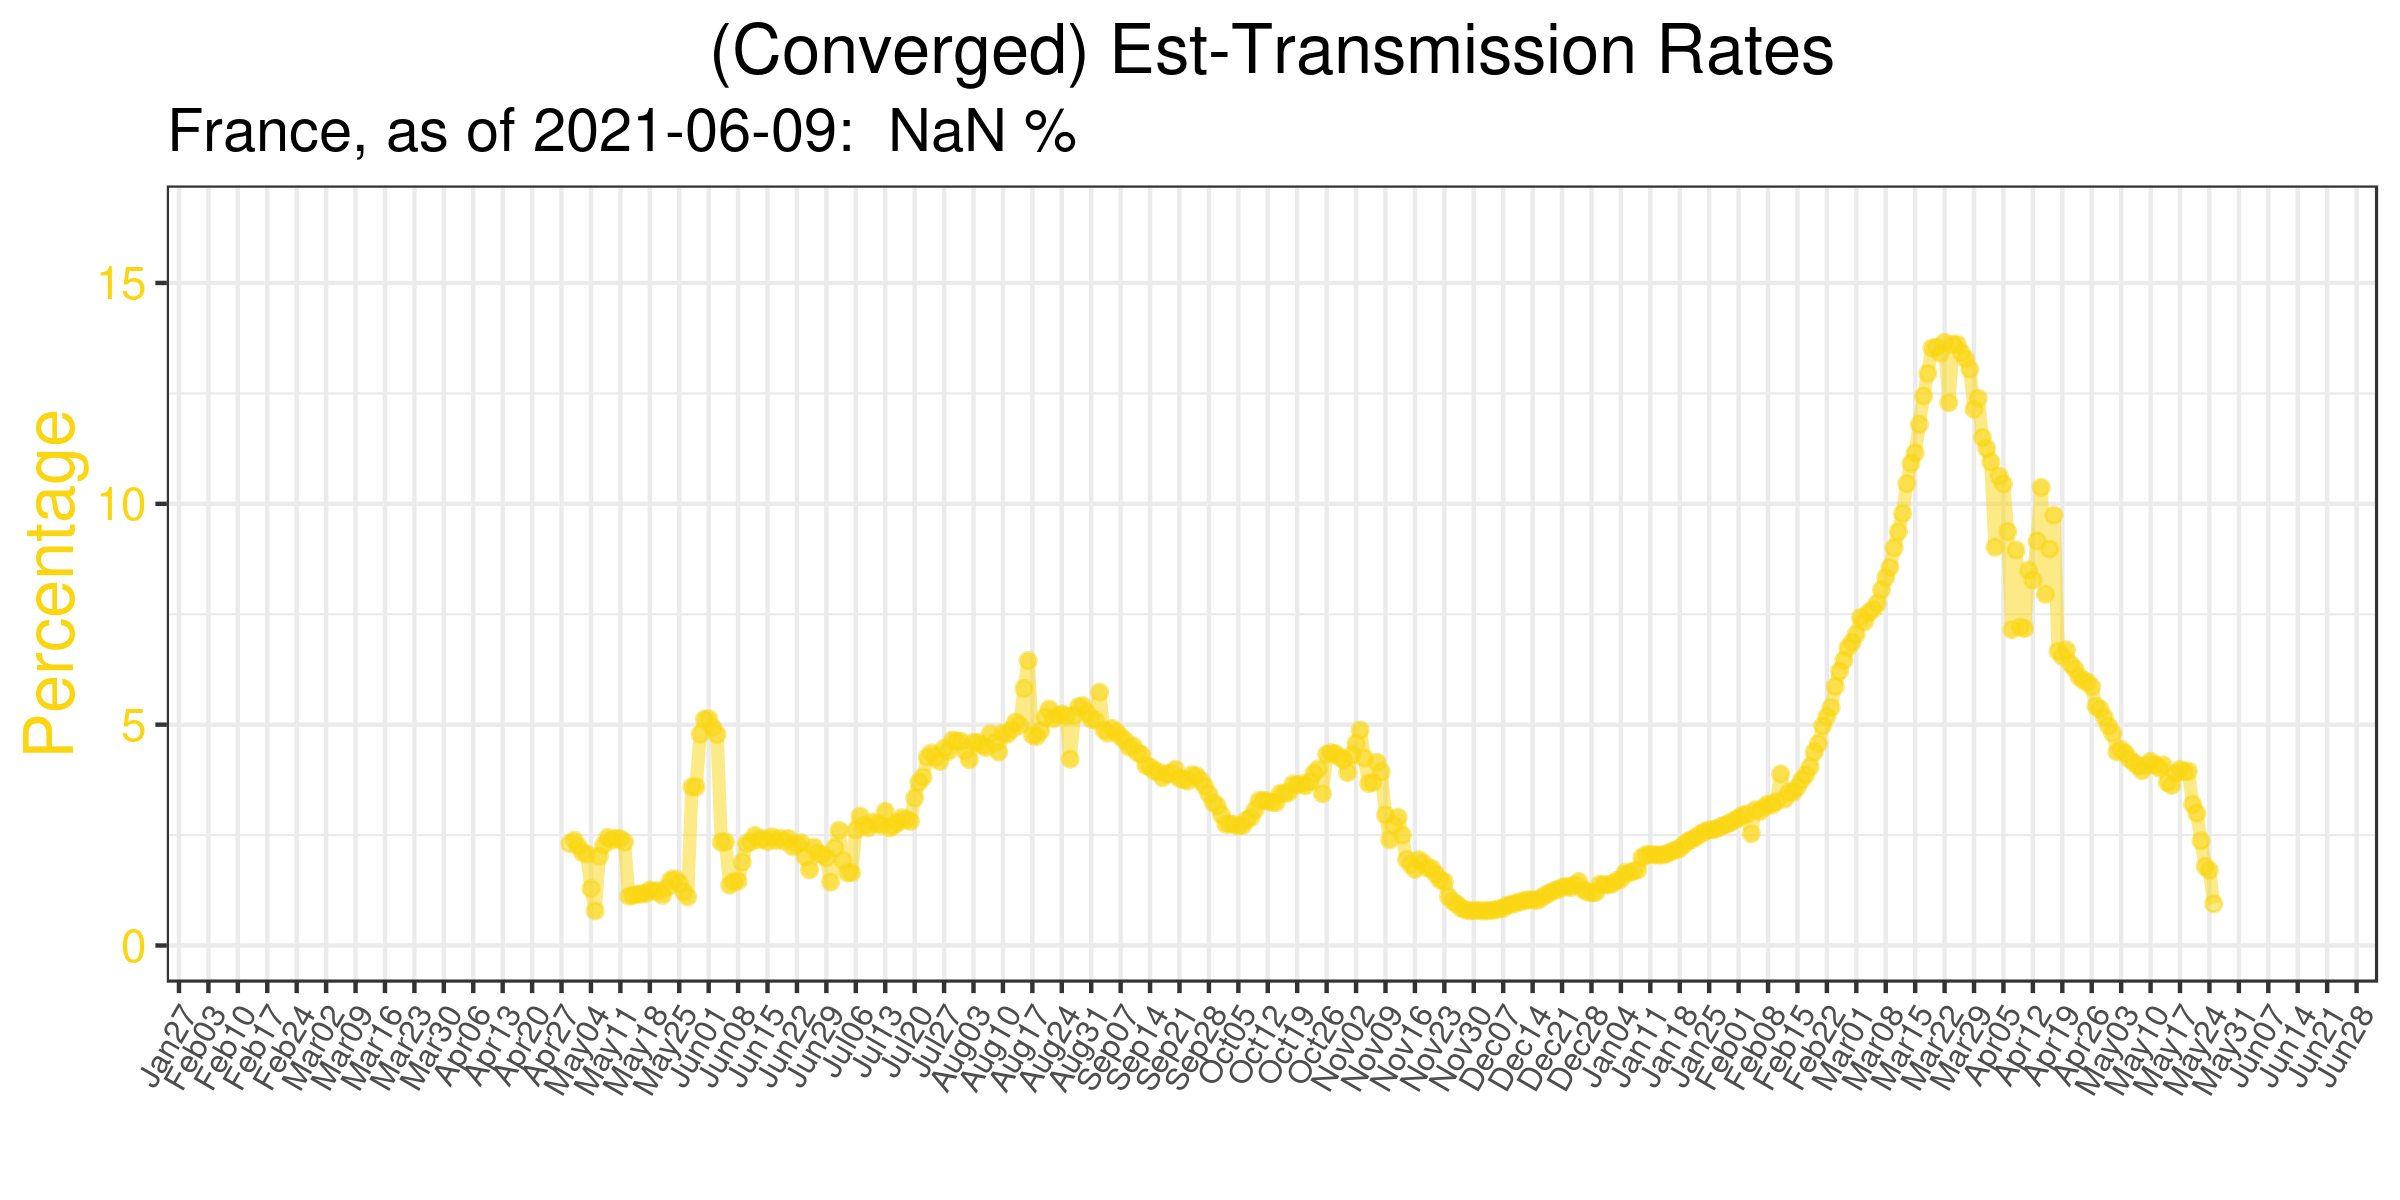 (Converged) Est-Transmission Rates
France, as of 2021-06-09:  NaN %
Percentage
15
10
5
0
Jan27
Feb03
Feb10
Feb17
Feb24
Mar02
Mar09
Mar16
Mar23
Mar30
Apr06
Apr13
Apr20
Apr27
May04
May11
May18
May25
Jun01
Jun08
Jun15
Jun22
Jun29
Jul06
Jul13
Jul20
Jul27
Aug03
Aug10
Aug17
Aug24
Aug31
Sep07
Sep14
Sep21
Sep28
Oct05
Oct12
Oct19
Oct26
Nov02
Nov09
Nov16
Nov23
Nov30
Dec07
Dec14
Dec21
Dec28
Jan04
Jan11
Jan18
Jan25
Feb01
Feb08
Feb15
Feb22
Mar01
Mar08
Mar15
Mar22
Mar29
Apr05
Apr12
Apr19
Apr26
May03
May10
May17
May24
May31
Jun07
Jun14
Jun21
Jun28